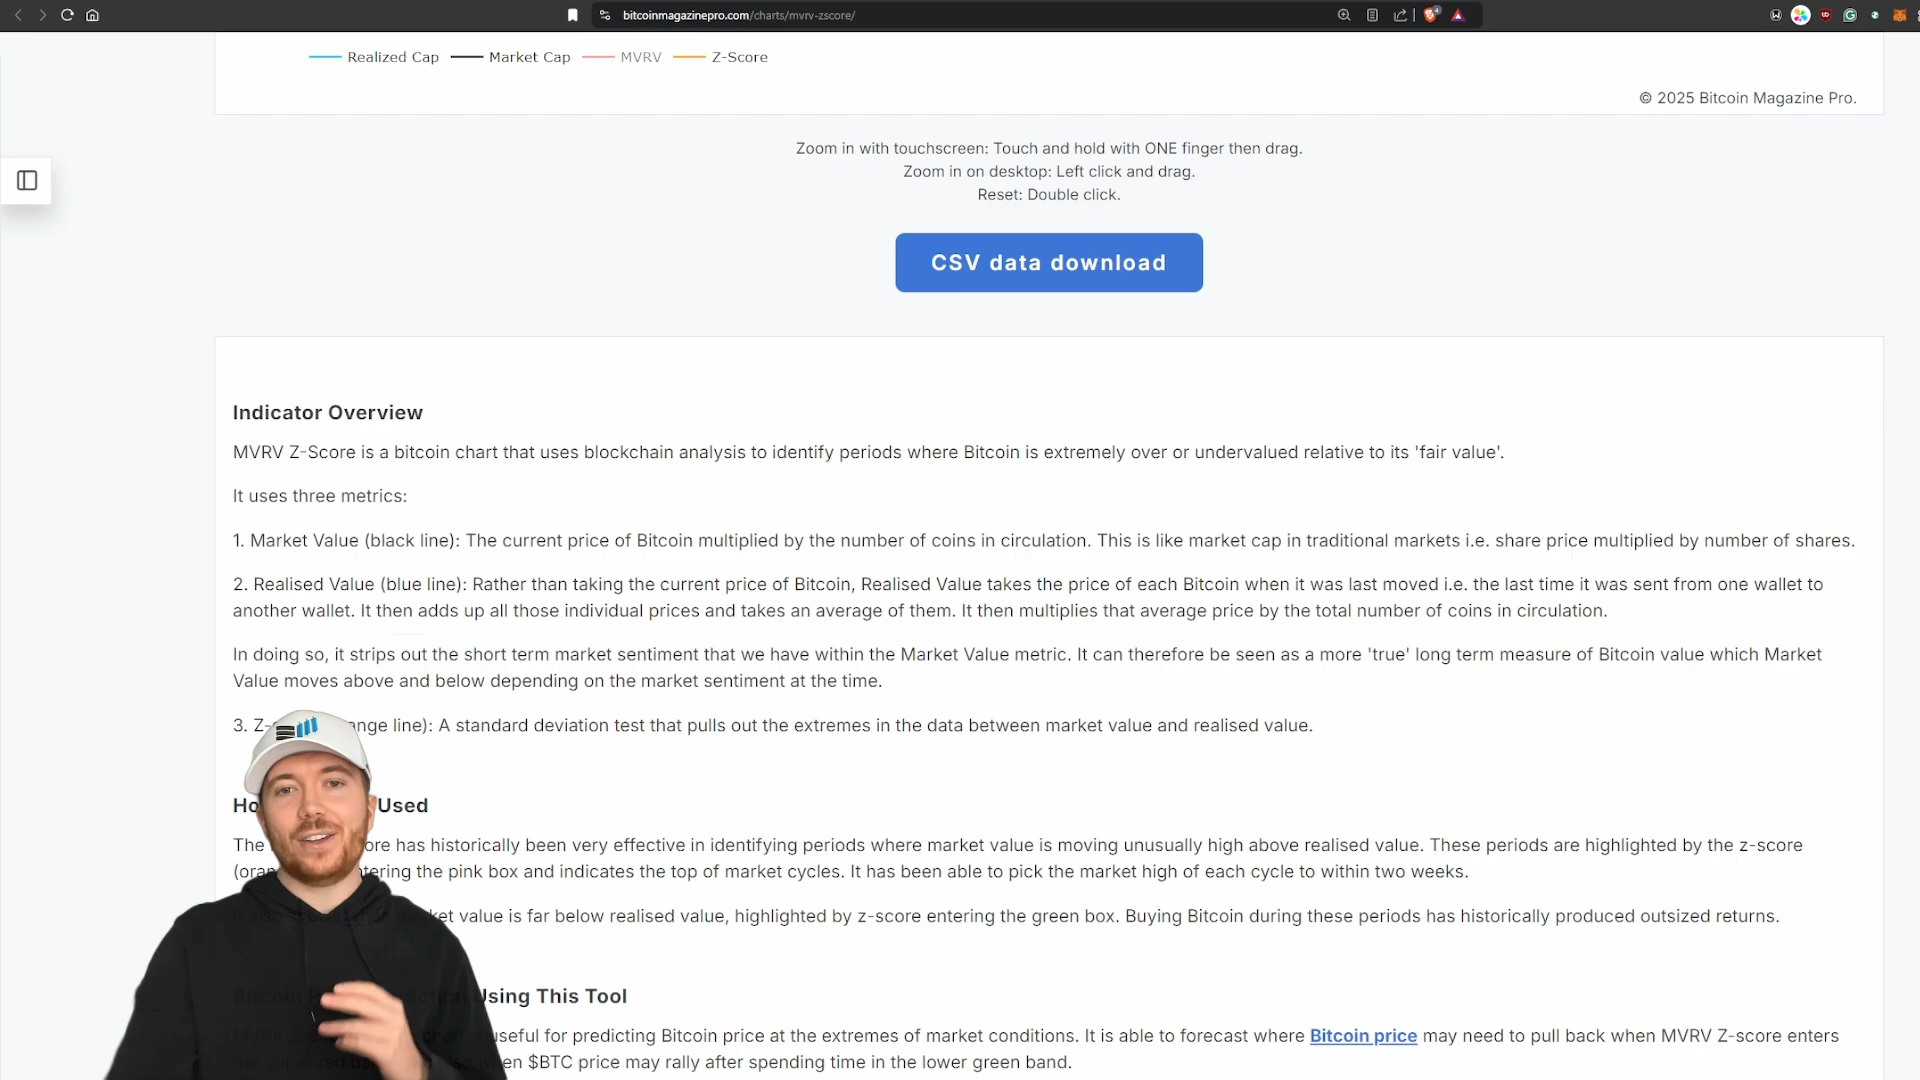 bitcoinmagazinepro.com/charts/mvrv-zscore/
Realized Cap Market Cap MVRV Z-Score
© 2025 Bitcoin Magazine Pro.
Zoom in with touchscreen: Touch and hold with ONE finger then drag.
Zoom in on desktop: Left click and drag.
Reset: Double click.
CSV data download
Indicator Overview
MVRV Z-Score is a bitcoin chart that uses blockchain analysis to identify periods where Bitcoin is extremely over or undervalued relative to its 'fair value'.
It uses three metrics:
1. Market Value (black line): The current price of Bitcoin multiplied by the number of coins in circulation. This is like market cap in traditional markets i.e. share price multiplied by number of shares.
2. Realised Value (blue line): Rather than taking the current price of Bitcoin, Realised Value takes the price of each Bitcoin when it was last moved i.e. the last time it was sent from one wallet to
another wallet. It then adds up all those individual prices and takes an average of them. It then multiplies that average price by the total number of coins in circulation.
In doing so, it strips out the short term market sentiment that we have within the Market Value metric. It can therefore be seen as a more 'true' long term measure of Bitcoin value which Market
Value moves above and below depending on the market sentiment at the time.
3. line): A standard deviation test that pulls out the extremes in the data between market value and realised value.
Used
The has historically been very effective in identifying periods where market value is moving unusually high above realised value. These periods are highlighted by the z-score
the pink box and indicates the top of market cycles. It has been able to pick the market high of each cycle to within two weeks.
value is far below realised value, highlighted by z-score entering the green box. Buying Bitcoin during these periods has historically produced outsized returns.
Using This Tool
useful for predicting Bitcoin price at the extremes of market conditions. It is able to forecast where Bitcoin price may need to pull back when MVRV Z-score enters
$BTC price may rally after spending time in the lower green band.